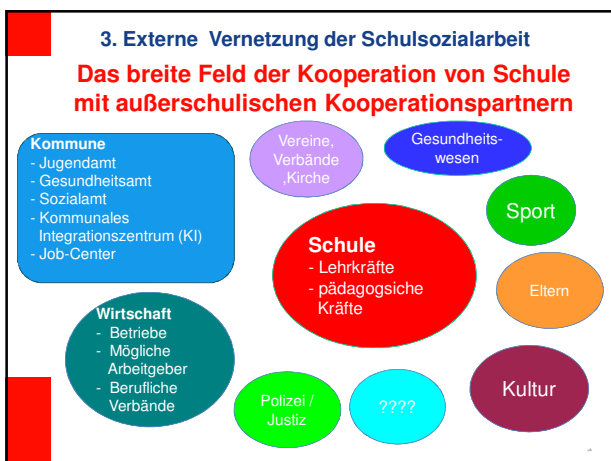 3. Externe Vernetzung der Schulsozialarbeit
Das breite Feld der Kooperation von Schule
mit außerschulischen Kooperationspartnern
Kommune
- Jugendamt
- Gesundheitsamt
- Sozialamt
- Kommunales
Integrationszentrum (KI)
- Job-Center
Vereine,
Verbände
,Kirche
Gesundheits-
wesen
Sport
Schule
- Lehrkräfte
- pädagogsiche
Kräfte
Eltern
Wirtschaft
- Betriebe
- Mögliche
Arbeitgeber
- Berufliche
Verbände
Polizei /
Justiz
????
Kultur